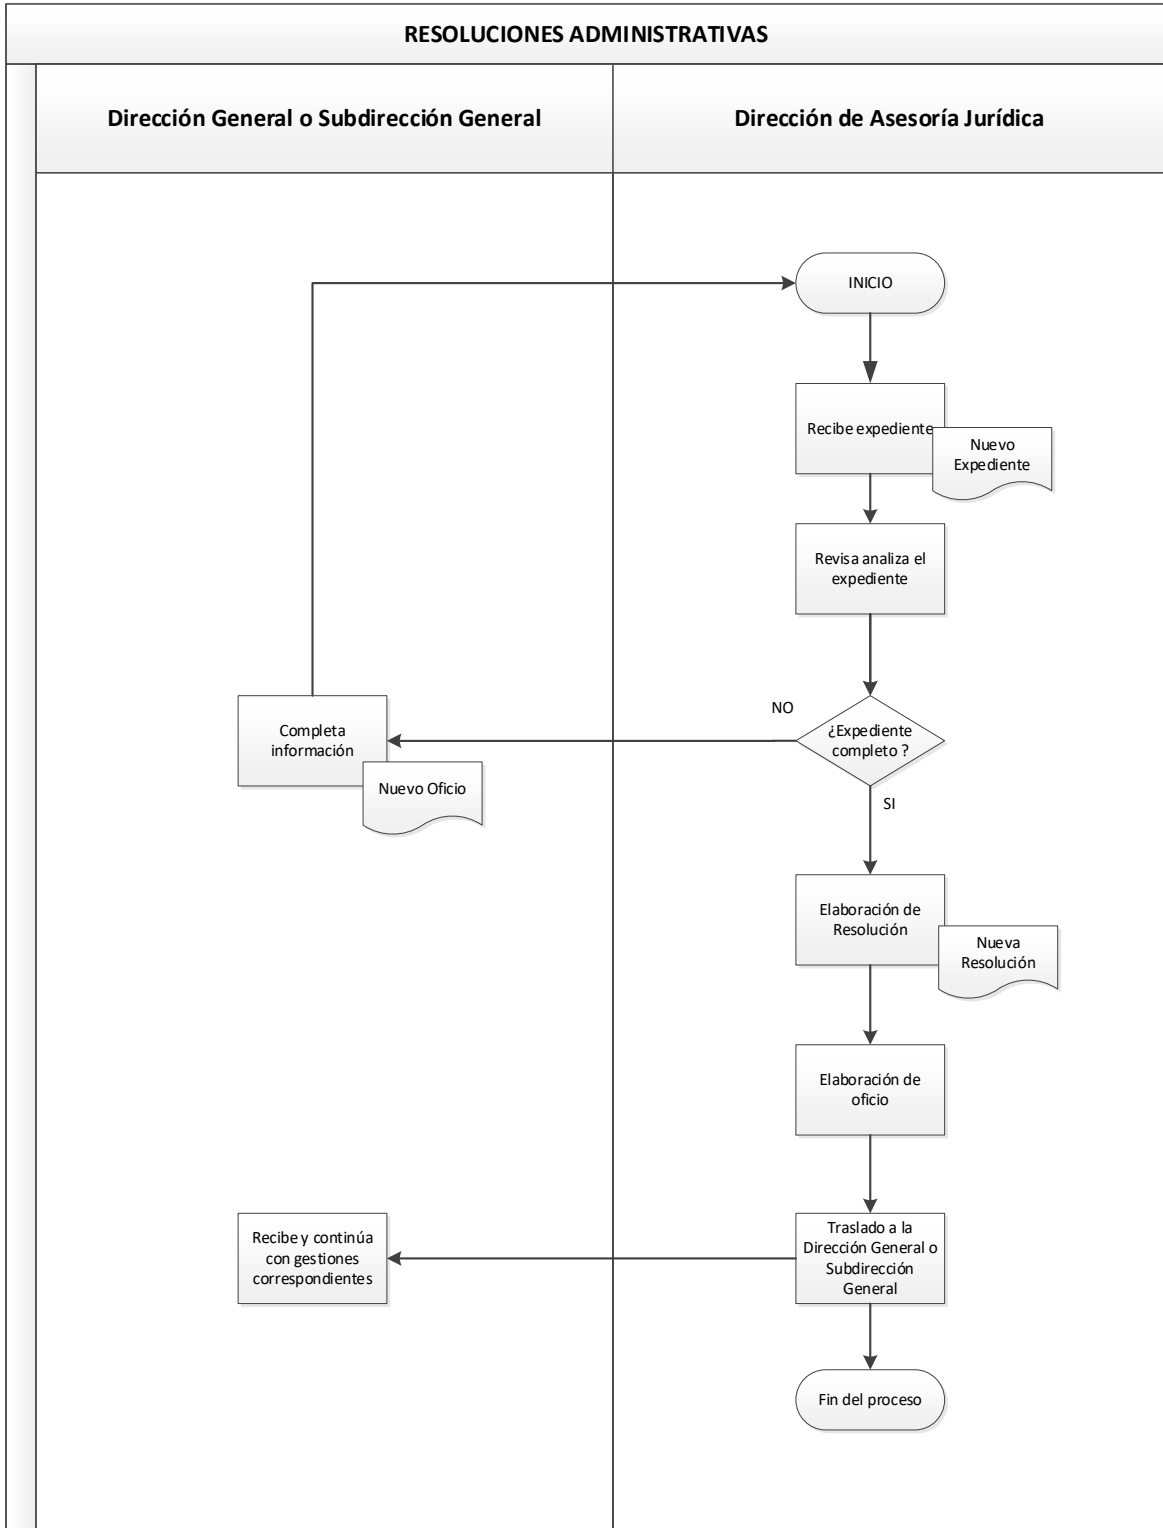 RESOLUCIONES ADMINISTRATIVAS
Dirección General o Subdirección General
Dirección de Asesoría Jurídica
INICIO
Recibe expediente
Nuevo
Expediente
Revisa analiza el
expediente
NO
¿Expediente
completo ?
Completa
información
Nuevo Oficio
SI
Elaboración de
Resolución
Nueva
Resolución
Elaboración de
oficio
Traslado a la
Dirección General o
Subdirección
General
Recibe y continúa
con gestiones
correspondientes
Fin del proceso